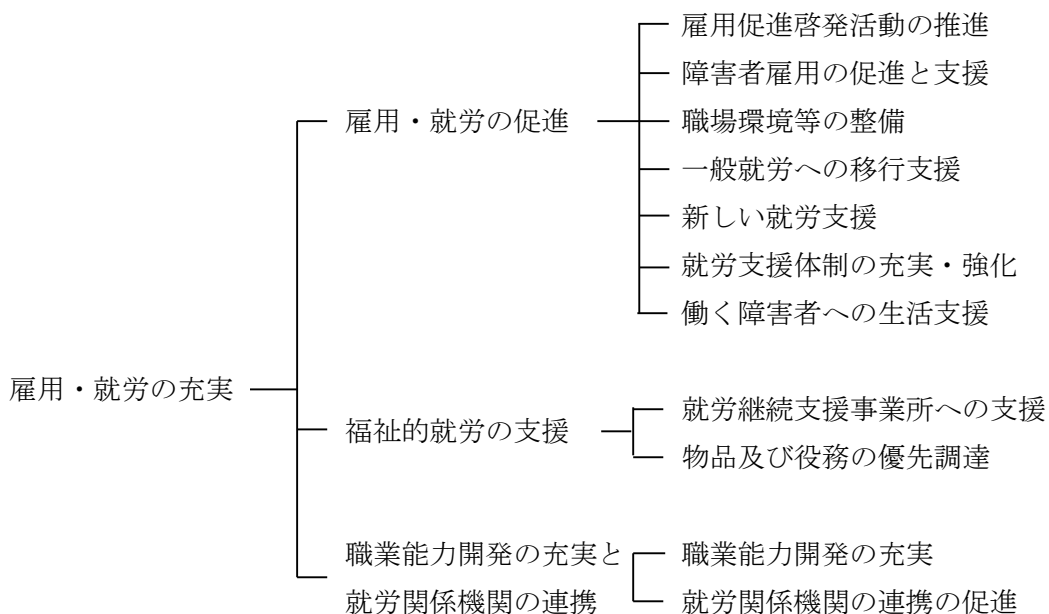 雇用促進啓発活動の推進
障害者雇用の促進と支援
雇用・就労の促進
職場環境等の整備
一般就労への移行支援
新しい就労支援
就労支援体制の充実・強化
働く障害者への生活支援
雇用・就労の充実
福祉的就労の支援
就労継続支援事業所への支援
物品及び役務の優先調達
職業能力開発の充実と
就労関係機関の連携
職業能力開発の充実
就労関係機関の連携の促進